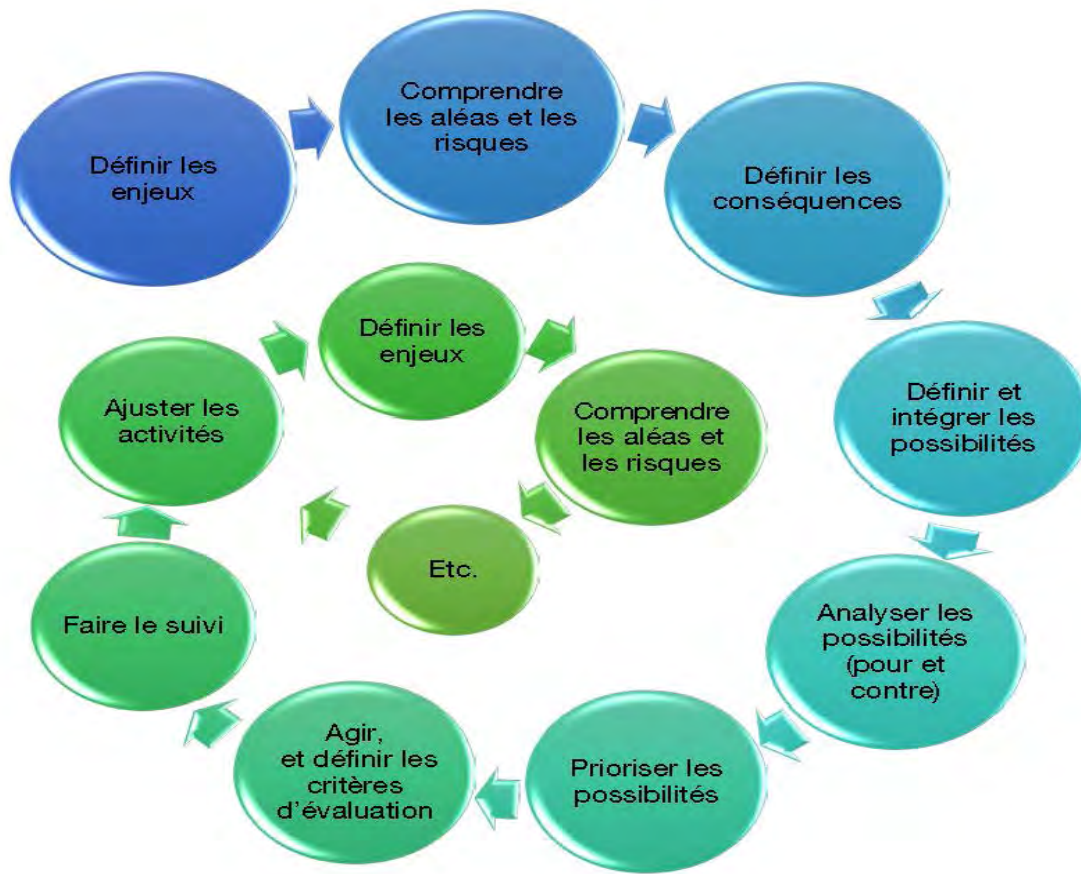 Définir les
enjeux
Comprendre
les aléas et les
risques
Définir les
conséquences
Définir et
intégrer les
possibilités
Analyser les
possibilités
(pour et
contre)
Prioriser les
possibilités
Agir,
et définir les
critères
d'évaluation
Faire le suivi
Ajuster les
activités
Définir les
enjeux
Comprendre
les aléas et
les risques
Etc.